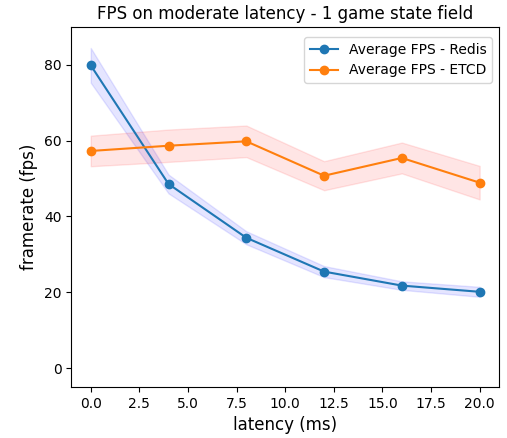 FPS on moderate latency - 1 game state field
Average FPS - Redis
Average FPS - ETCD
framerate (fps)
80
60
40
20
0
0.0 2.5 5.0 7.5 10.0 12.5 15.0 17.5 20.0
latency (ms)